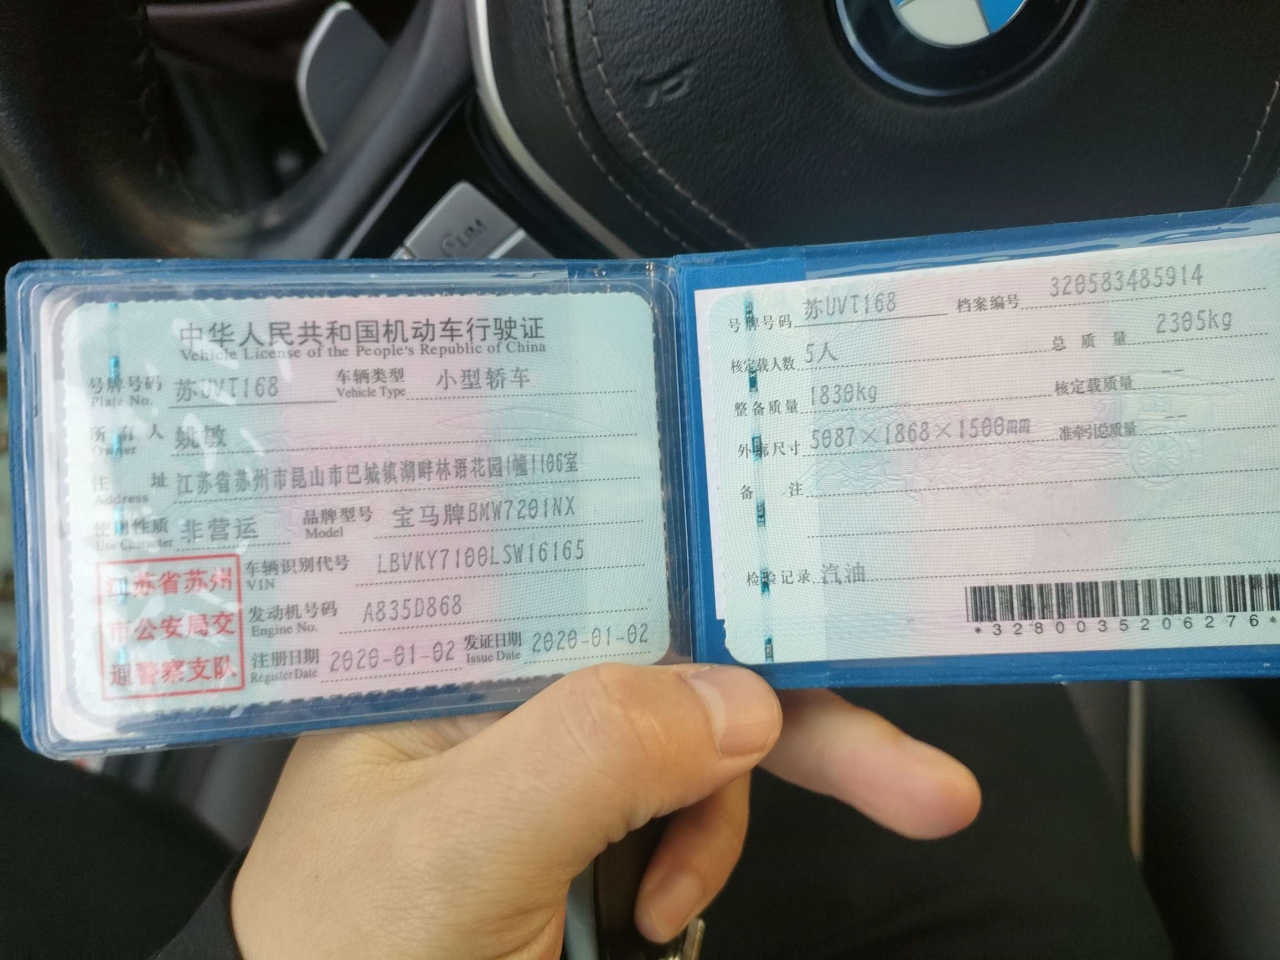 LIM
中华人民共和国机动车行驶证
Vehicle License of the People's Republic of China
号牌号码 苏UVT168 车辆类型 小型轿车
Plate No. Vehicle Type
所有人 姚敏
Owner
住址 江苏省苏州市昆山市巴城镇湖畔林语花园1幢1106室
Address
使用性质 非营运 品牌型号 宝马牌BMW7201NX
Use Character Model
车辆识别代号 LBVKY7100LSW16165
VIN
发动机号码 A835D868
Engine No.
注册日期 2020-01-02 发证日期 2020-01-02
Register Date Issue Date
江苏省苏州
市公安局交
通警察支队
号牌号码 苏UVT168 档案编号 320583485914
核定载人数 5人 总质量 2305kg
整备质量 1830kg 核定载质量 --
外廓尺寸 5087×1868×1500mm 准牵引总质量 --
备注
检验记录 汽油
*3280035206276*